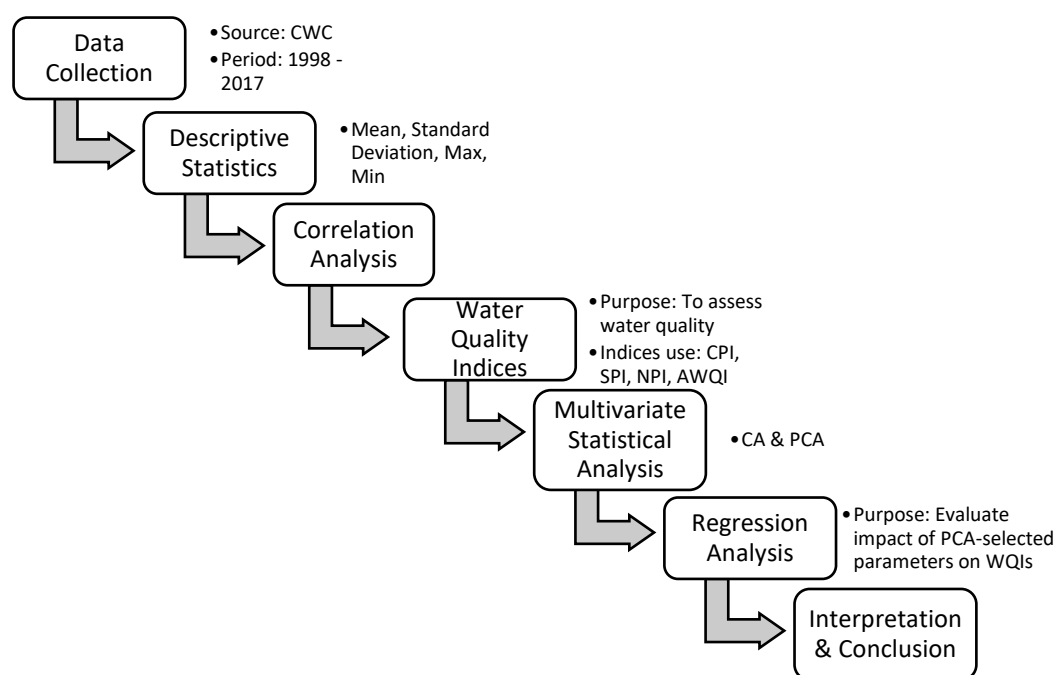 Data
Collection
•Source: CWC
•Period: 1998 -
2017
Descriptive
Statistics
•Mean, Standard
Deviation, Max,
Min
Correlation
Analysis
Water
Quality
Indices
•Purpose: To assess
water quality
•Indices use: CPI,
SPI, NPI, AWQI
Multivariate
Statistical
Analysis
•CA & PCA
Regression
Analysis
•Purpose: Evaluate
impact of PCA-selected
parameters on WQIs
Interpretation
& Conclusion